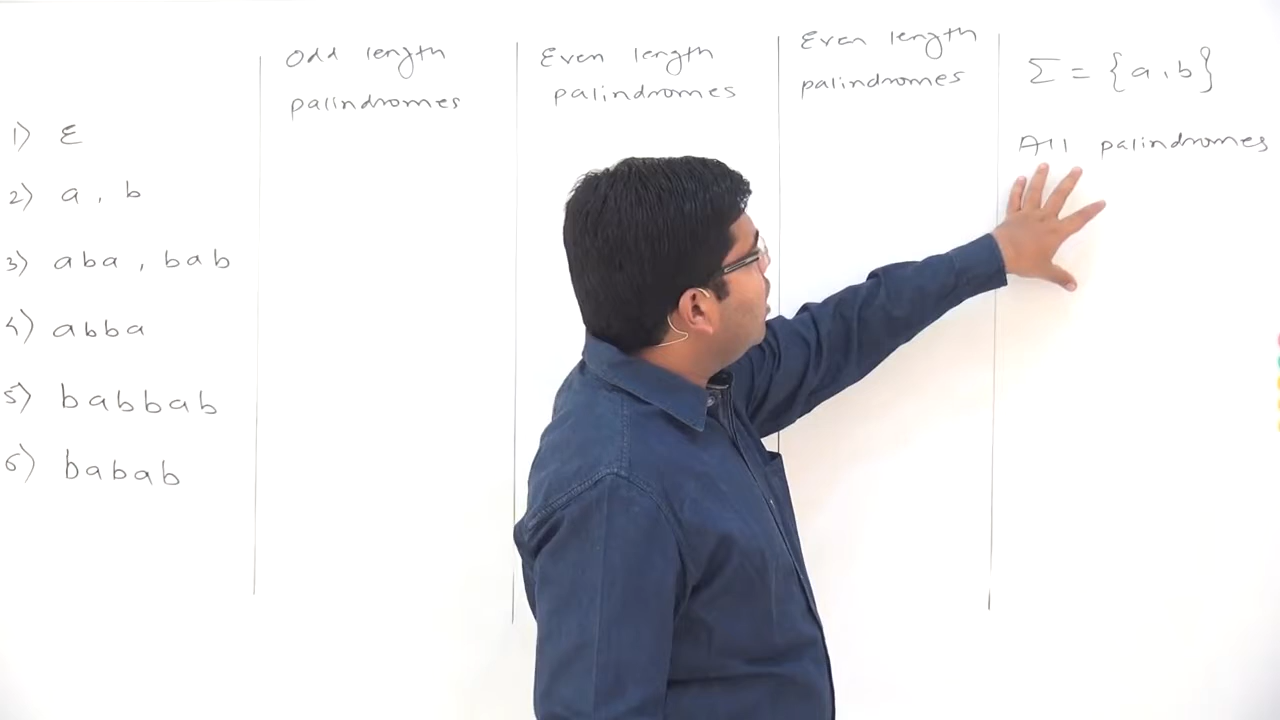 1) ε
2) a , b
3) aba , bab
4) abba
5) babbab
6) babab
Odd length
palindromes
Even length
palindromes
Even length
palindromes
Σ = {a, b}
All palindromes